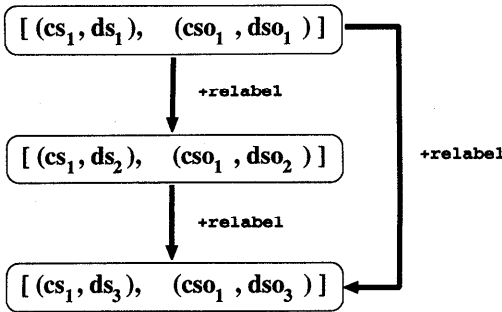 [ (cs₁, ds₁), (cso₁ , dso₁ ) ]
+relabel
[ (cs₁, ds₂), (cso₁ , dso₂ ) ]
+relabel
+relabel
[ (cs₁, ds₃), (cso₁ , dso₃ ) ]